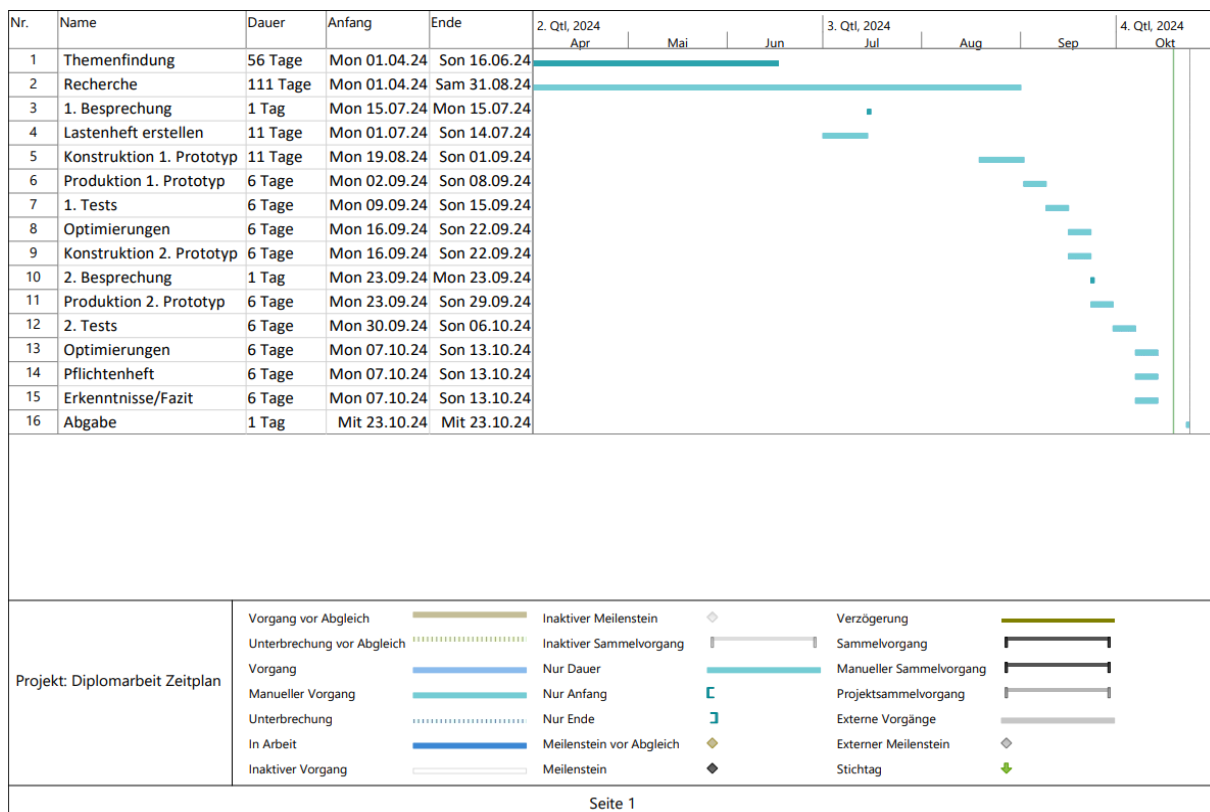 Nr. Name Dauer Anfang Ende 2. Qtl, 2024 3. Qtl, 2024 4. Qtl, 2024
Apr Mai Jun Jul Aug Sep Okt
1 Themenfindung 56 Tage Mon 01.04.24 Son 16.06.24
2 Recherche 111 Tage Mon 01.04.24 Sam 31.08.24
3 1. Besprechung 1 Tag Mon 15.07.24 Mon 15.07.24
4 Lastenheft erstellen 11 Tage Mon 01.07.24 Son 14.07.24
5 Konstruktion 1. Prototyp 11 Tage Mon 19.08.24 Son 01.09.24
6 Produktion 1. Prototyp 6 Tage Mon 02.09.24 Son 08.09.24
7 1. Tests 6 Tage Mon 09.09.24 Son 15.09.24
8 Optimierungen 6 Tage Mon 16.09.24 Son 22.09.24
9 Konstruktion 2. Prototyp 6 Tage Mon 16.09.24 Son 22.09.24
10 2. Besprechung 1 Tag Mon 23.09.24 Mon 23.09.24
11 Produktion 2. Prototyp 6 Tage Mon 23.09.24 Son 29.09.24
12 2. Tests 6 Tage Mon 30.09.24 Son 06.10.24
13 Optimierungen 6 Tage Mon 07.10.24 Son 13.10.24
14 Pflichtenheft 6 Tage Mon 07.10.24 Son 13.10.24
15 Erkenntnisse/Fazit 6 Tage Mon 07.10.24 Son 13.10.24
16 Abgabe 1 Tag Mit 23.10.24 Mit 23.10.24
Projekt: Diplomarbeit Zeitplan
Vorgang vor Abgleich
Unterbrechung vor Abgleich
Vorgang
Manueller Vorgang
Unterbrechung
In Arbeit
Inaktiver Vorgang
Inaktiver Meilenstein
Inaktiver Sammelvorgang
Nur Dauer
Nur Anfang
Nur Ende
Meilenstein vor Abgleich
Meilenstein
Verzögerung
Sammelvorgang
Manueller Sammelvorgang
Projektsammelvorgang
Externe Vorgänge
Externer Meilenstein
Stichtag
Seite 1